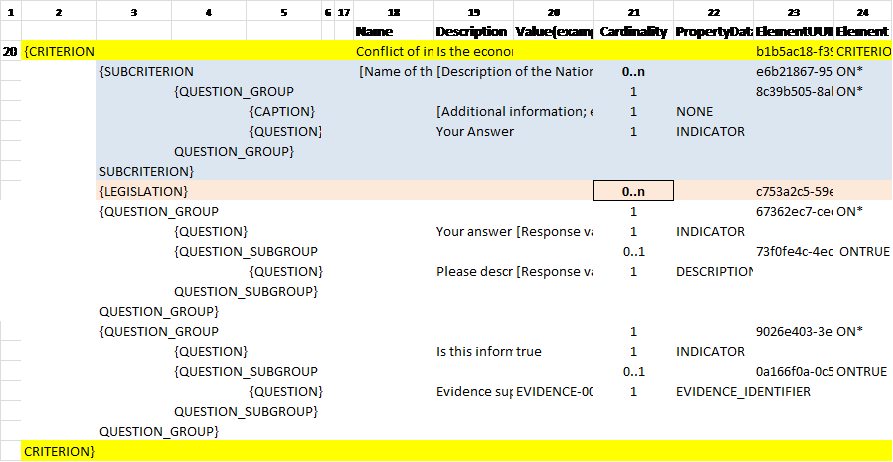 1 2 3 4 5 6 17 18 19 20 21 22 23 24
Name Description Value(examp Cardinality PropertyData ElementUUI Element
20 {CRITERION Conflict of in Is the econor b1b5ac18-f39 CRITERIO
{SUBCRITERION [Name of th [Description of the Nation 0..n e6b21867-95 ON*
{QUESTION_GROUP 1 8c39b505-8al ON*
{CAPTION} [Additional information; e 1 NONE
{QUESTION} Your Answer 1 INDICATOR
QUESTION_GROUP}
SUBCRITERION}
{LEGISLATION} 0..n c753a2c5-59e
{QUESTION_GROUP 1 67362ec7-cec ON*
{QUESTION} Your answer [Response va 1 INDICATOR
{QUESTION_SUBGROUP 0..1 73f0fe4c-4ec ONTRUE
{QUESTION} Please descr [Response va 1 DESCRIPTION
QUESTION_SUBGROUP}
QUESTION_GROUP}
{QUESTION_GROUP 1 9026e403-3e ON*
{QUESTION} Is this inform true 1 INDICATOR
{QUESTION_SUBGROUP 0..1 0a166f0a-0c5 ONTRUE
{QUESTION} Evidence sup EVIDENCE-00 1 EVIDENCE_IDENTIFIER
QUESTION_SUBGROUP}
QUESTION_GROUP}
CRITERION}